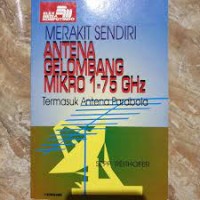 MERAKIT SENDIRI
ANTENA
GELOMBANG
MIKRO 1-75 GHz
Termasuk Antena Parabola